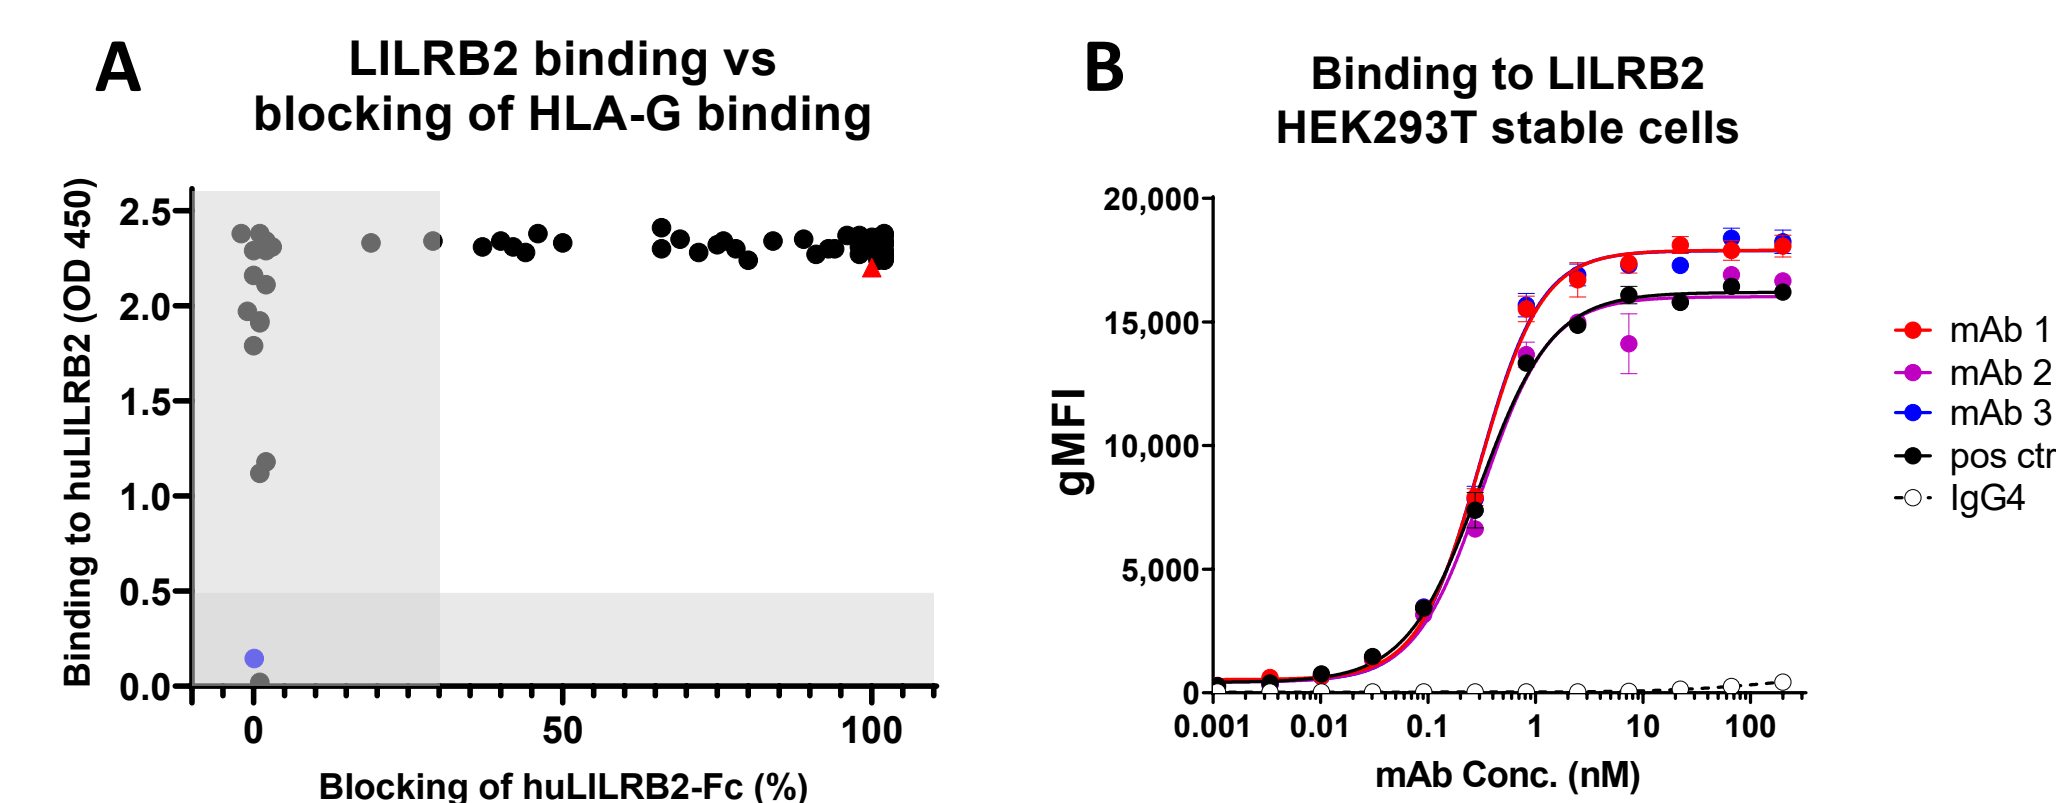 A
LILRB2 binding vs
blocking of HLA-G binding
Binding to huLILRB2 (OD 450)
2.5
2.0
1.5
1.0
0.5
0.0
0
50
100
Blocking of huLILRB2-Fc (%)
B
Binding to LILRB2
HEK293T stable cells
gMFI
20,000
15,000
10,000
5,000
0
0.001
0.01
0.1
1
10
100
mAb Conc. (nM)
mAb 1
mAb 2
mAb 3
pos ctr
IgG4